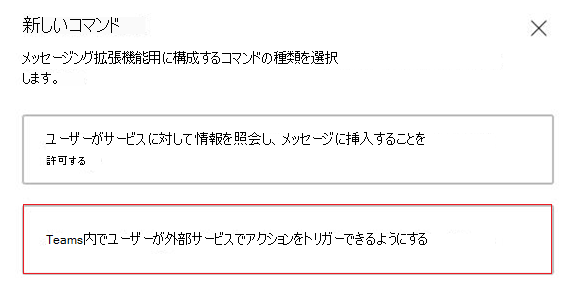 新しいコマンド
メッセージング拡張機能用に構成するコマンドの種類を選択
します。
ユーザーがサービスに対して情報を照会し、メッセージに挿入することを
許可する
Teams内でユーザーが外部サービスでアクションをトリガーできるようにする